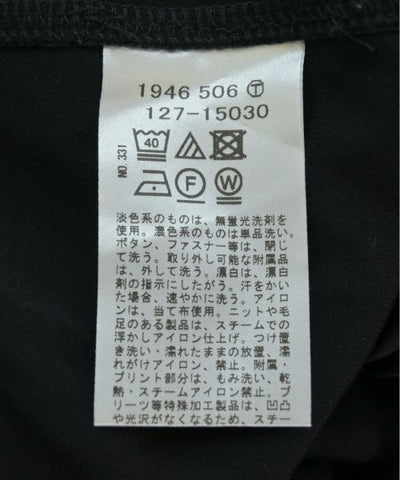 1946 506 Ⓣ
127-15030
NO.331
40
F W
淡色系のものは、無蛍光洗剤を
使用。濃色系のものは単品洗い。
ボタン、ファスナー等は、閉じ
て洗う。取り外し可能な附属品
は、外して洗う。漂白は、漂白
剤の指示にしたがう。汗をかい
た場合、速やかに洗う。アイロ
ンは、当て布使用。ニットや毛
足のある製品は、スチームでの
浮かしアイロン仕上げ。つけ置
き洗い・濡れたままの放置、濡
れがけアイロン、禁止。附属・
プリント部分は、もみ洗い、乾
熱・スチームアイロン禁止。プ
リーツ等特殊加工製品は、凹凸
や光沢がなくなるため、スチー